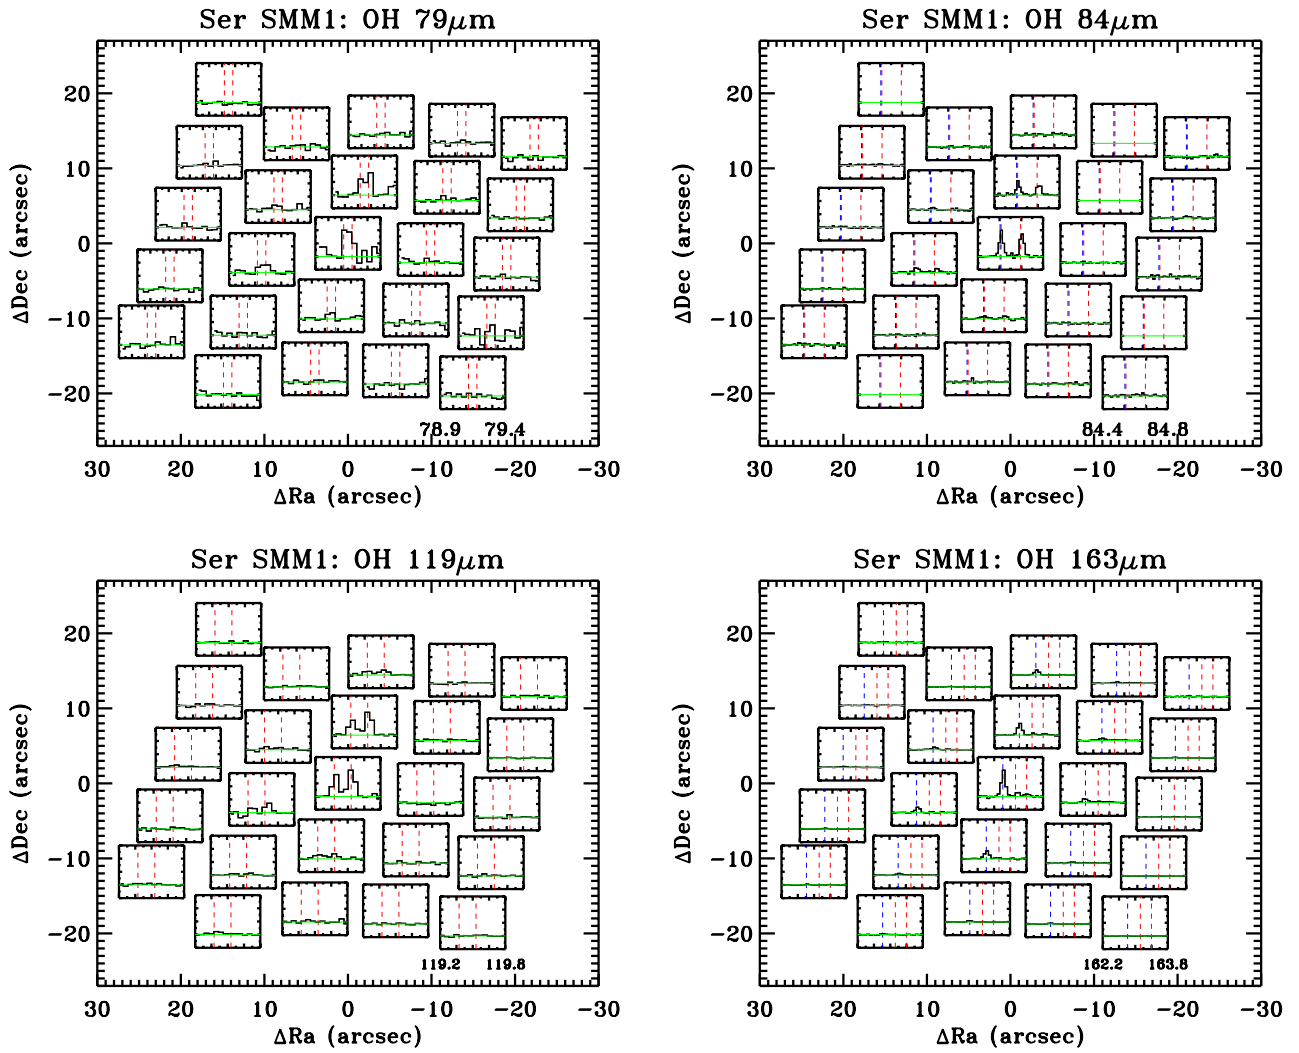 Ser SMM1: OH 79μm
Ser SMM1: OH 84μm
ΔDec (arcsec)
20
10
0
−10
−20
78.9 79.4
30 20 10 0 −10 −20 −30
ΔRa (arcsec)
ΔDec (arcsec)
20
10
0
−10
−20
84.4 84.8
30 20 10 0 −10 −20 −30
ΔRa (arcsec)
Ser SMM1: OH 119μm
Ser SMM1: OH 163μm
ΔDec (arcsec)
20
10
0
−10
−20
119.2 119.8
30 20 10 0 −10 −20 −30
ΔRa (arcsec)
ΔDec (arcsec)
20
10
0
−10
−20
162.2 163.8
30 20 10 0 −10 −20 −30
ΔRa (arcsec)